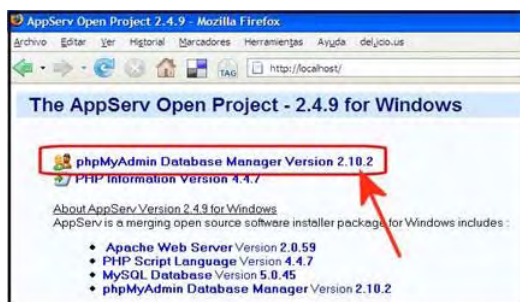 AppServ Open Project 2.4.9 - Mozilla Firefox
Archivo Editar Ver Historial Marcadores Herramientas Ayuda del.icio.us
TAG http://localhost/
The AppServ Open Project - 2.4.9 for Windows
phpMyAdmin Database Manager Version 2.10.2
PHP Information Version 4.4.7
About AppServ Version 2.4.9 for Windows
AppServ is a merging open source software installer package for Windows includes :
Apache Web Server Version 2.0.59
PHP Script Language Version 4.4.7
MySQL Database Version 5.0.45
phpMyAdmin Database Manager Version 2.10.2